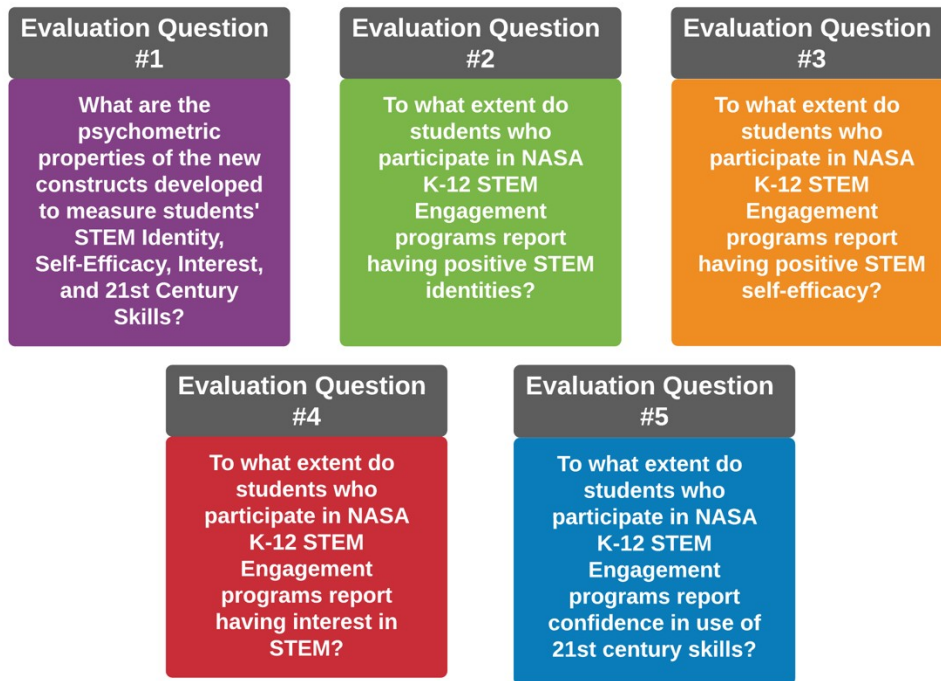 Evaluation Question
#1
What are the
psychometric
properties of the new
constructs developed
to measure students'
STEM Identity,
Self-Efficacy, Interest,
and 21st Century
Skills?
Evaluation Question
#2
To what extent do
students who
participate in NASA
K-12 STEM
Engagement
programs report
having positive STEM
identities?
Evaluation Question
#3
To what extent do
students who
participate in NASA
K-12 STEM
Engagement
programs report
having positive STEM
self-efficacy?
Evaluation Question
#4
To what extent do
students who
participate in NASA
K-12 STEM
Engagement
programs report
having interest in
STEM?
Evaluation Question
#5
To what extent do
students who
participate in NASA
K-12 STEM
Engagement
programs report
confidence in use of
21st century skills?